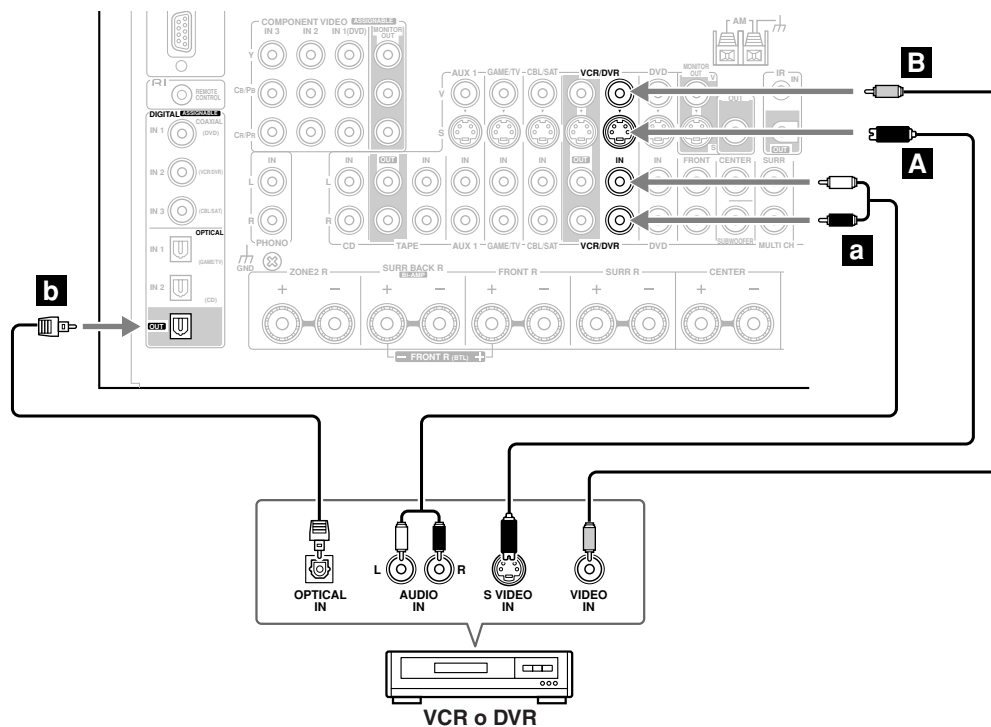 COMPONENT VIDEO ASSIGNABLE
IN 3 IN 2 IN 1(DVD) MONITOR OUT
Y
CB/PB
CR/PR
AM
B
RI REMOTE CONTROL
AUX 1 GAME/TV CBL/SAT VCR/DVR DVD MONITOR OUT V
IR IN
V
OUT
DIGITAL ASSIGNABLE
COAXIAL
IN 1 (DVD)
S
S
OUT
A
IN IN OUT IN IN IN IN OUT IN IN FRONT CENTER SURR
IN 2 (VCR/DVR)
L L
IN 3 (CBL/SAT)
R R
a
OPTICAL
PHONO CD TAPE AUX 1 GAME/TV CBL/SAT VCR/DVR DVD SUBWOOFER MULTI CH
IN 1 (GAME/TV)
GND
ZONE2 R SURR BACK R BI-AMP FRONT R SURR R CENTER
+ − + − + − + − + −
IN 2 (CD)
b
OUT
− FRONT R (BTL) +
L R
OPTICAL IN
AUDIO IN
S VIDEO IN
VIDEO IN
VCR o DVR